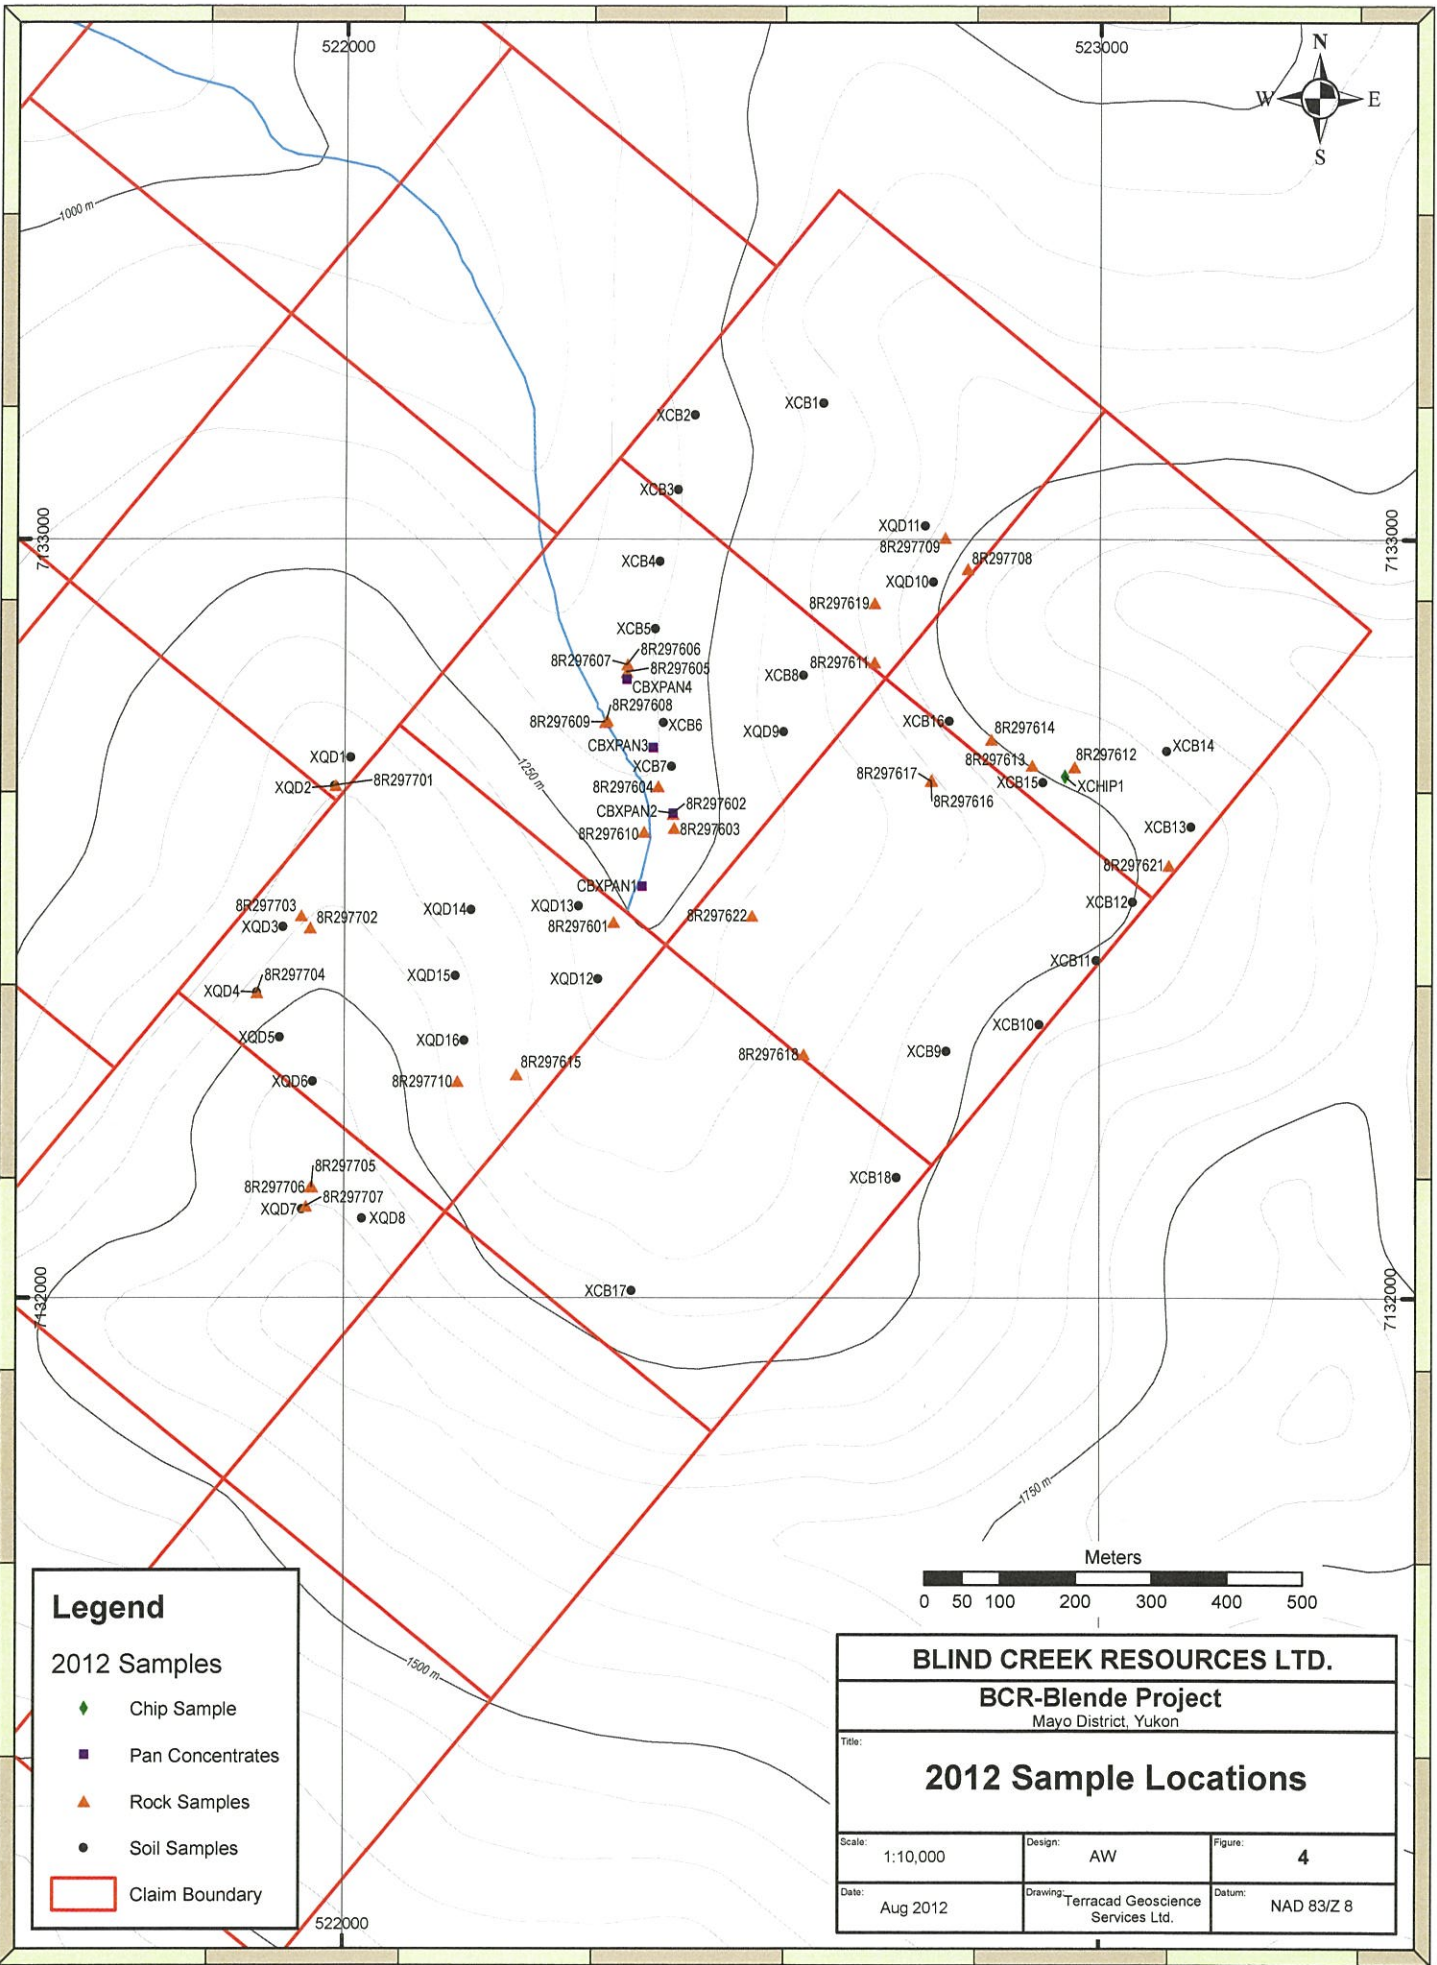 522000
523000
N
W
E
S
1000 m
XCB2
XCB1
XCB3
7133000
7133000
XQD11
8R297709
XCB4
8R297708
XQD10
8R297619
XCB5
8R297606
8R297607
8R297605
8R297611
XCB8
CBXPAN4
8R297608
8R297609
XCB6
XQD9
XCB16
8R297614
CBXPAN3
XCB14
8R297612
XQD1
1250 m
XCB7
8R297613
XQD2
8R297701
8R297604
8R297617
XCB15
XCHIP1
8R297616
8R297602
CBXPAN2
8R297610
8R297603
XCB13
8R297621
CBXPAN1
8R297703
8R297702
XQD3
XQD14
XQD13
8R297601
8R297622
XCB12
XCB11
8R297704
XQD4
XQD15
XQD12
XCB10
XQD5
XQD16
XCB9
8R297618
8R297615
XQD6
8R297710
8R297705
8R297706
8R297707
XQD7
XQD8
XCB18
XCB17
7132000
7132000
1750 m
1500 m
Meters
0 50 100 200 300 400 500
Legend
2012 Samples
Chip Sample
Pan Concentrates
Rock Samples
Soil Samples
Claim Boundary
522000
BLIND CREEK RESOURCES LTD.
BCR-Blende Project
Mayo District, Yukon
Title:
2012 Sample Locations
Scale:
1:10,000
Design:
AW
Figure:
4
Date:
Aug 2012
Drawing:
Terracad Geoscience
Services Ltd.
Datum:
NAD 83/Z 8